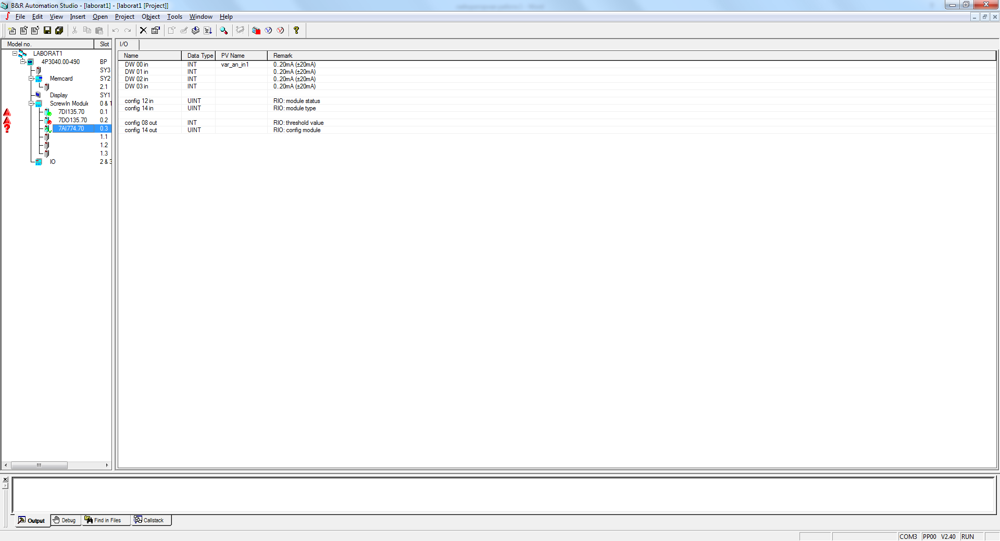 B&R Automation Studio - [laborat1] - [laborat1 [Project]]
File Edit View Insert Open Project Object Tools Window Help
Model no. Slot
LABORAT1
4P3040.00-490 BP
SY3
Memcard SY2
2.1
Display SY1
ScrewIn Module 0 & 1
7DI135.70 0.1
7DO135.70 0.2
7AI774.70 0.3
1.1
1.2
1.3
IO 2 & 3
I/O
Name Data Type PV Name Remark
DW 00 in INT var_an_in1 0..20mA (±20mA)
DW 01 in INT 0..20mA (±20mA)
DW 02 in INT 0..20mA (±20mA)
DW 03 in INT 0..20mA (±20mA)
config 12 in UINT RIO: module status
config 14 in UINT RIO: module type
config 08 out INT RIO: threshold value
config 14 out UINT RIO: config module
Output Debug Find in Files Callstack
COM3 PP00 V2.40 RUN